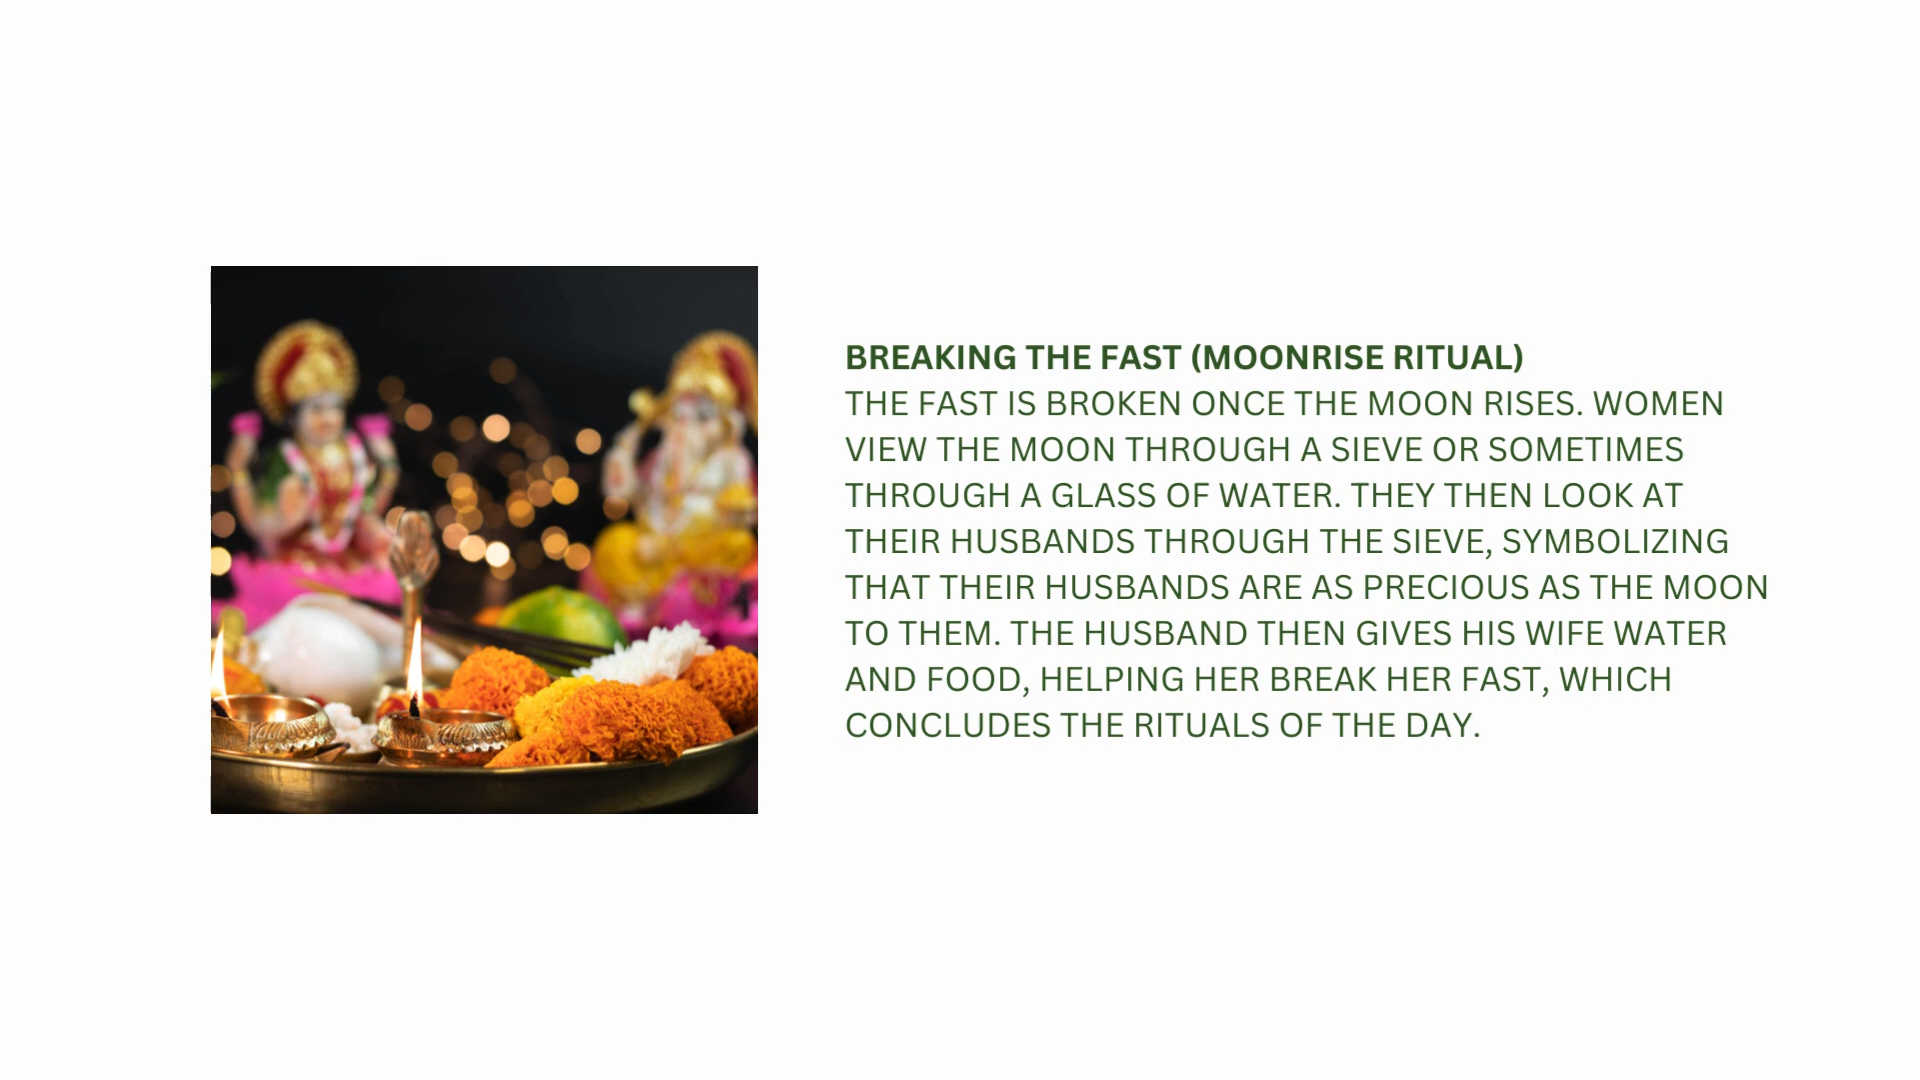 BREAKING THE FAST (MOONRISE RITUAL)
THE FAST IS BROKEN ONCE THE MOON RISES. WOMEN
VIEW THE MOON THROUGH A SIEVE OR SOMETIMES
THROUGH A GLASS OF WATER. THEY THEN LOOK AT
THEIR HUSBANDS THROUGH THE SIEVE, SYMBOLIZING
THAT THEIR HUSBANDS ARE AS PRECIOUS AS THE MOON
TO THEM. THE HUSBAND THEN GIVES HIS WIFE WATER
AND FOOD, HELPING HER BREAK HER FAST, WHICH
CONCLUDES THE RITUALS OF THE DAY.